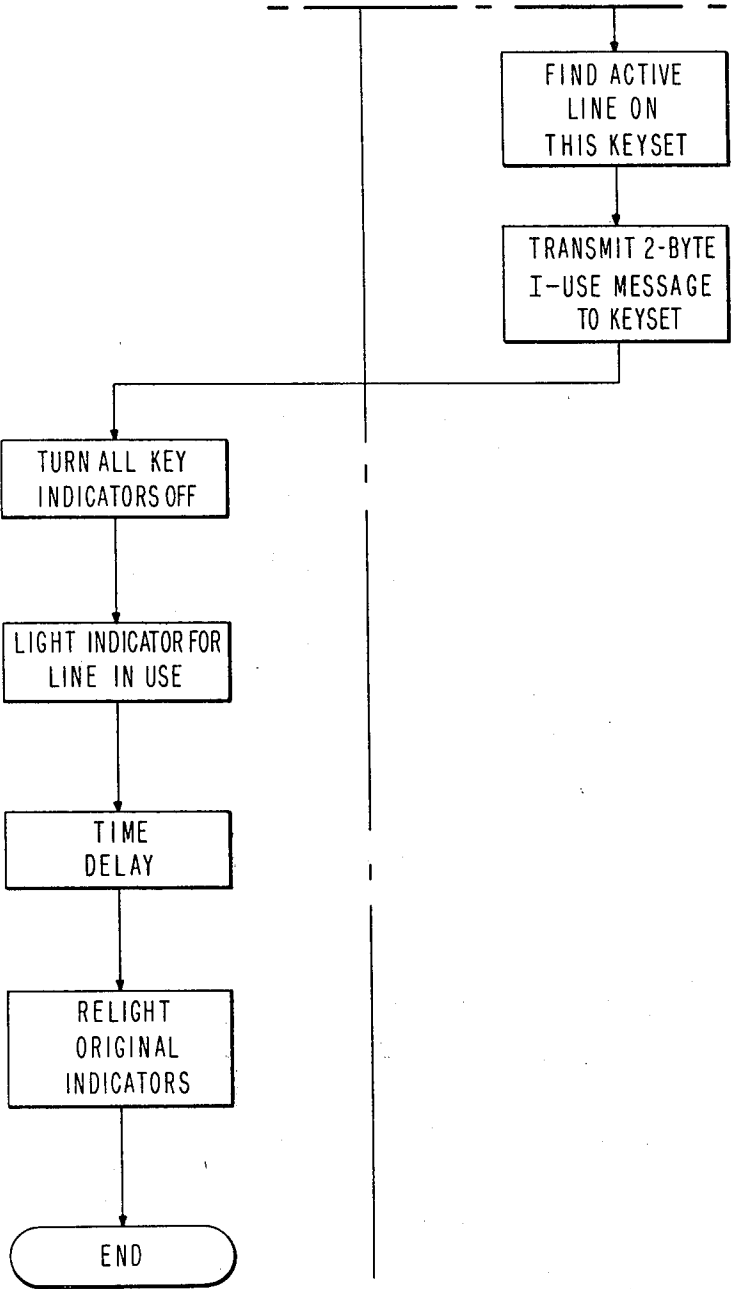 FIND ACTIVE
LINE ON
THIS KEYSET
TRANSMIT 2-BYTE
I-USE MESSAGE
TO KEYSET
TURN ALL KEY
INDICATORS OFF
LIGHT INDICATOR FOR
LINE IN USE
TIME
DELAY
RELIGHT
ORIGINAL
INDICATORS
END